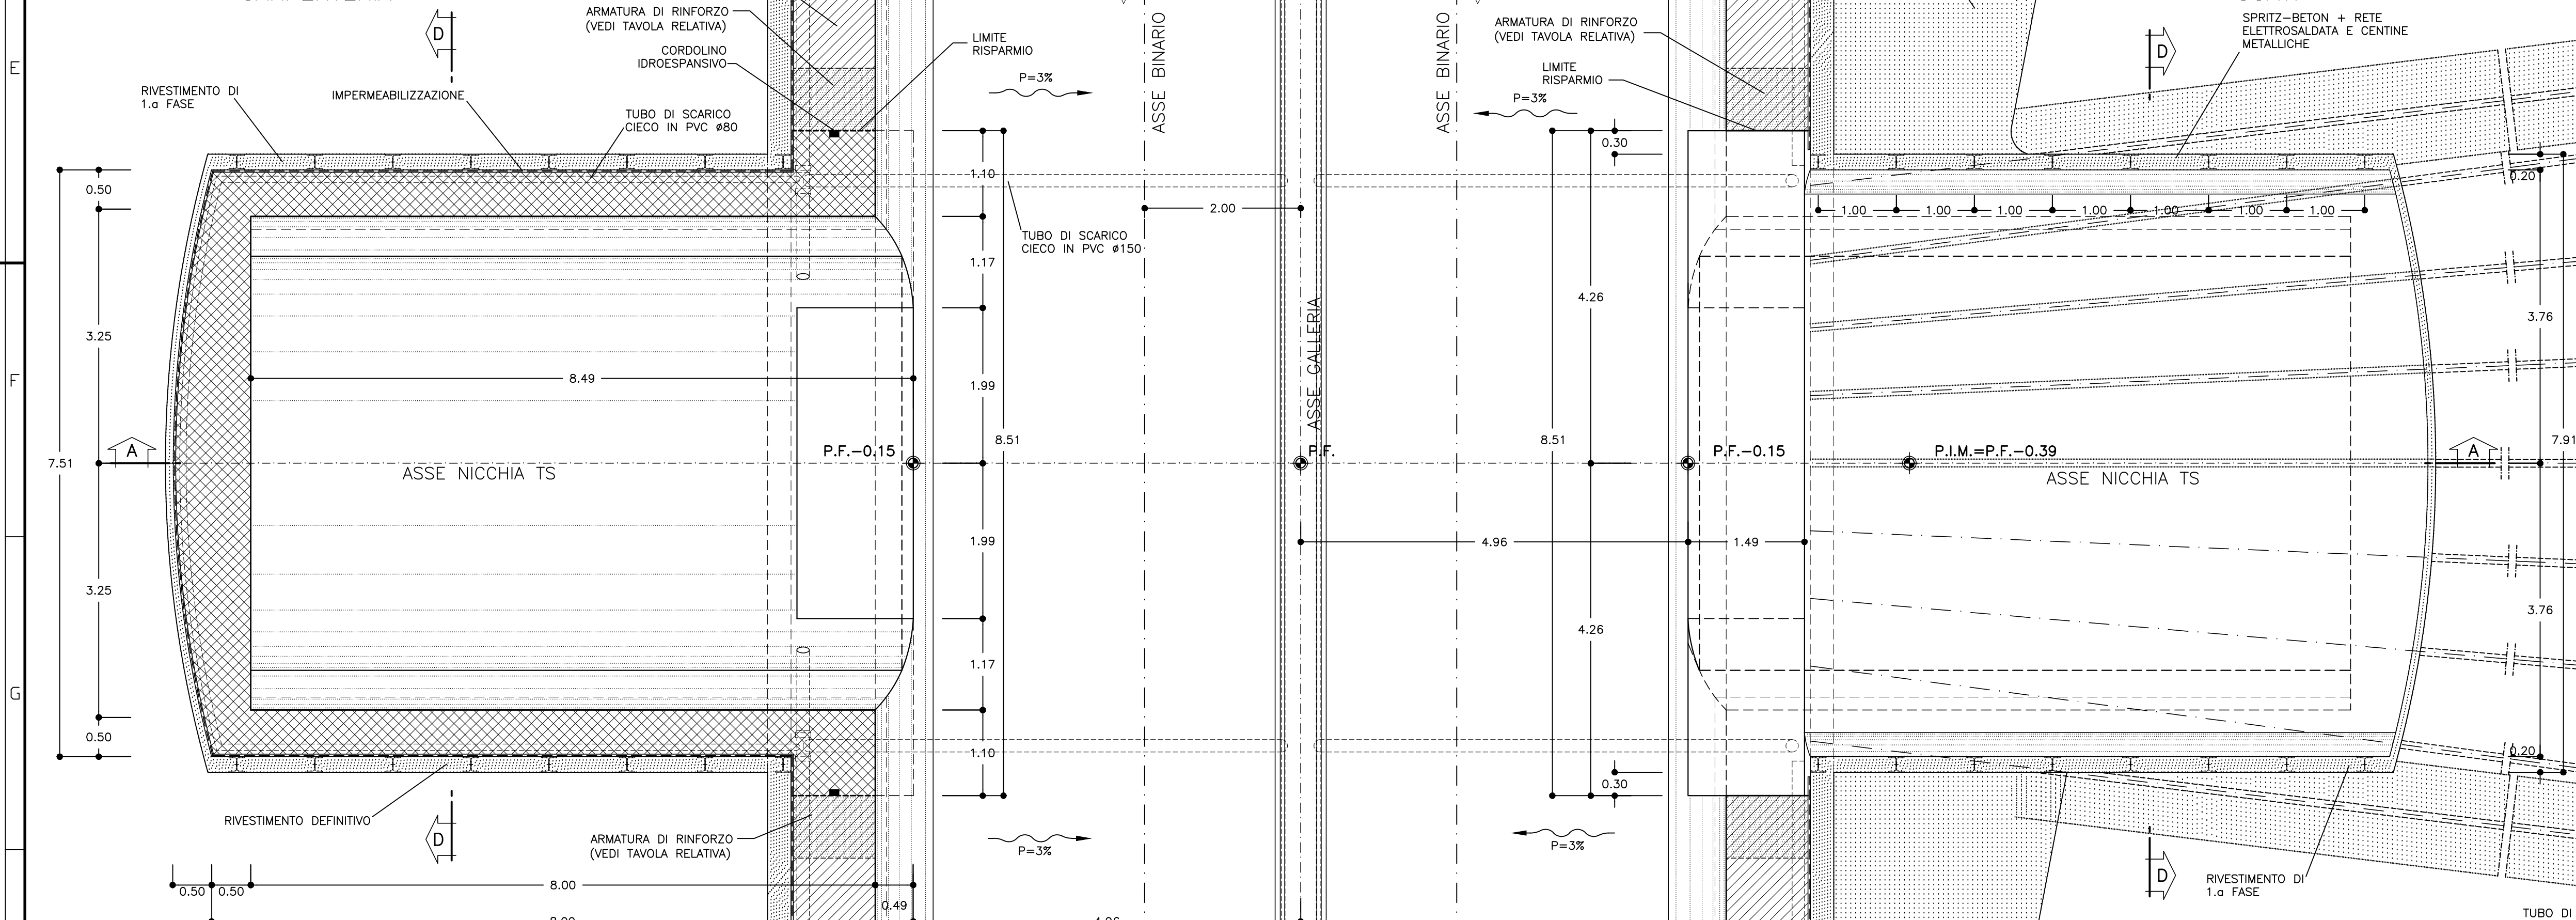 E
F
G
D
ARMATURA DI RINFORZO
(VEDI TAVOLA RELATIVA)
CORDOLINO
IDROESPANSIVO
LIMITE
RISPARMIO
RIVESTIMENTO DI
1.a FASE
IMPERMEABILIZZAZIONE
TUBO DI SCARICO
CIECO IN PVC ø80
P=3%
ASSE BINARIO
ASSE BINARIO
ARMATURA DI RINFORZO
(VEDI TAVOLA RELATIVA)
LIMITE
RISPARMIO
P=3%
SPRITZ-BETON + RETE
ELETTROSALDATA E CENTINE
METALLICHE
D
0.50
3.25
7.51
3.25
0.50
A
ASSE NICCHIA TS
8.49
P.F.-0.15
1.10
1.17
1.99
8.51
1.99
1.17
1.10
TUBO DI SCARICO
CIECO IN PVC ø150
2.00
ASSE GALLERIA
P.F.
4.96
1.49
0.30
4.26
8.51
4.26
0.30
P.F.-0.15
P.I.M.=P.F.-0.39
ASSE NICCHIA TS
A
1.00
1.00
1.00
1.00
1.00
1.00
1.00
0.20
3.76
7.91
3.76
0.20
RIVESTIMENTO DEFINITIVO
D
ARMATURA DI RINFORZO
(VEDI TAVOLA RELATIVA)
P=3%
P=3%
D
RIVESTIMENTO DI
1.a FASE
0.50
0.50
8.00
0.49
TUBO DI